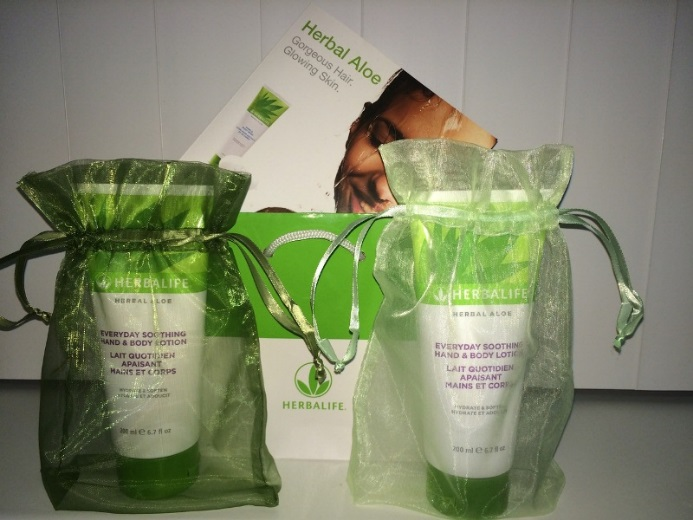 Herbal Aloe
Gorgeous Hair.
Glowing Skin.
HERBALIFE
HERBAL ALOE
EVERYDAY SOOTHING
HAND & BODY LOTION
LAIT QUOTIDIEN
APAISANT
MAINS ET CORPS
200 ml e 6.7 fl oz
HERBALIFE.
HERBALIFE
HERBAL ALOE
EVERYDAY SOOTHING
HAND & BODY LOTION
LAIT QUOTIDIEN
APAISANT
MAINS ET CORPS
HYDRATE & SOFTEN
200 ml e 6.7 fl oz